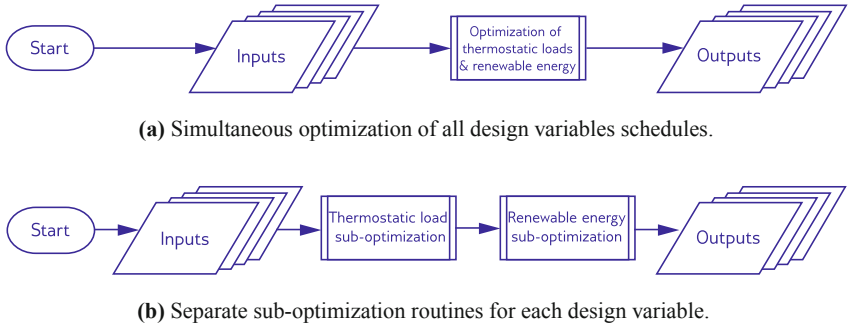 Start
Inputs
Optimization of
thermostatic loads
& renewable energy
Outputs
(a) Simultaneous optimization of all design variables schedules.
Start
Inputs
Thermostatic load
sub-optimization
Renewable energy
sub-optimization
Outputs
(b) Separate sub-optimization routines for each design variable.